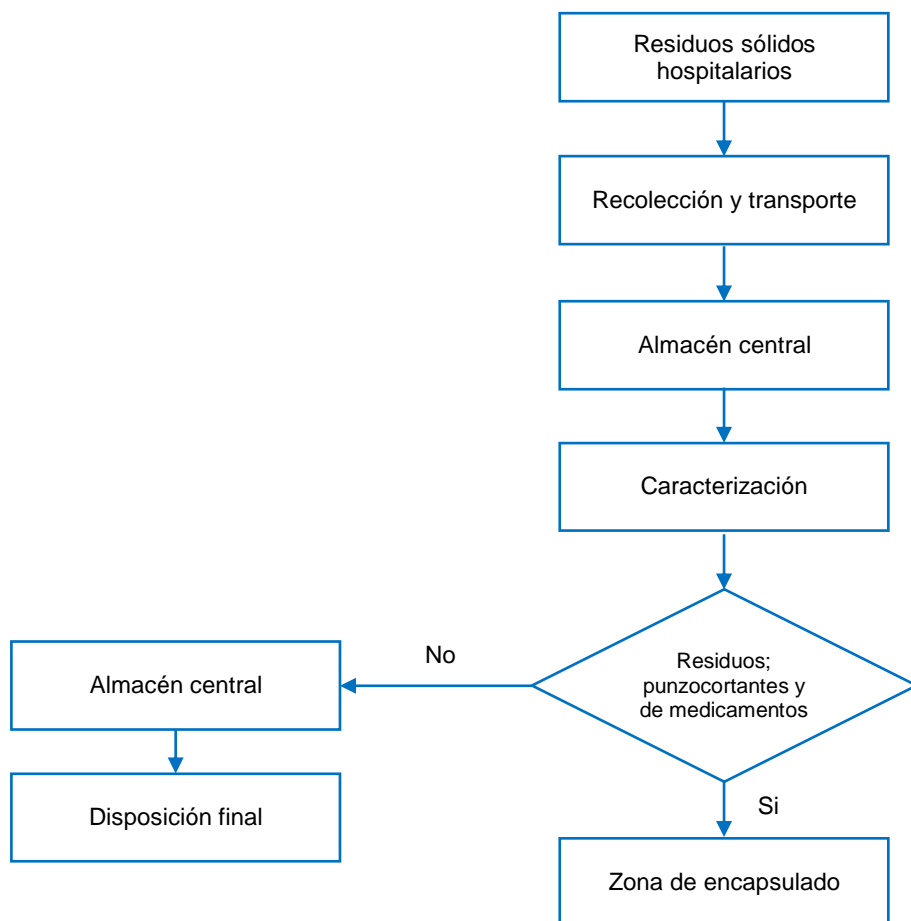 Residuos sólidos
hospitalarios
Recolección y transporte
Almacén central
Caracterización
Residuos;
punzocortantes y
de medicamentos
No
Almacén central
Disposición final
Si
Zona de encapsulado